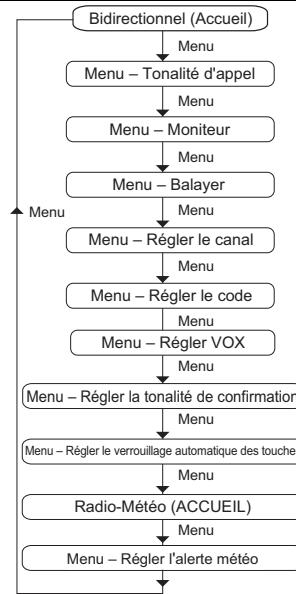 Bidirectionnel (Accueil)
Menu
Menu – Tonalité d'appel
Menu
Menu – Moniteur
Menu
Menu – Balayer
Menu
Menu
Menu – Régler le canal
Menu
Menu – Régler le code
Menu
Menu – Régler VOX
Menu
Menu – Régler la tonalité de confirmation
Menu
Menu – Régler le verrouillage automatique des touche
Menu
Radio-Météo (ACCUEIL)
Menu
Menu – Régler l'alerte météo